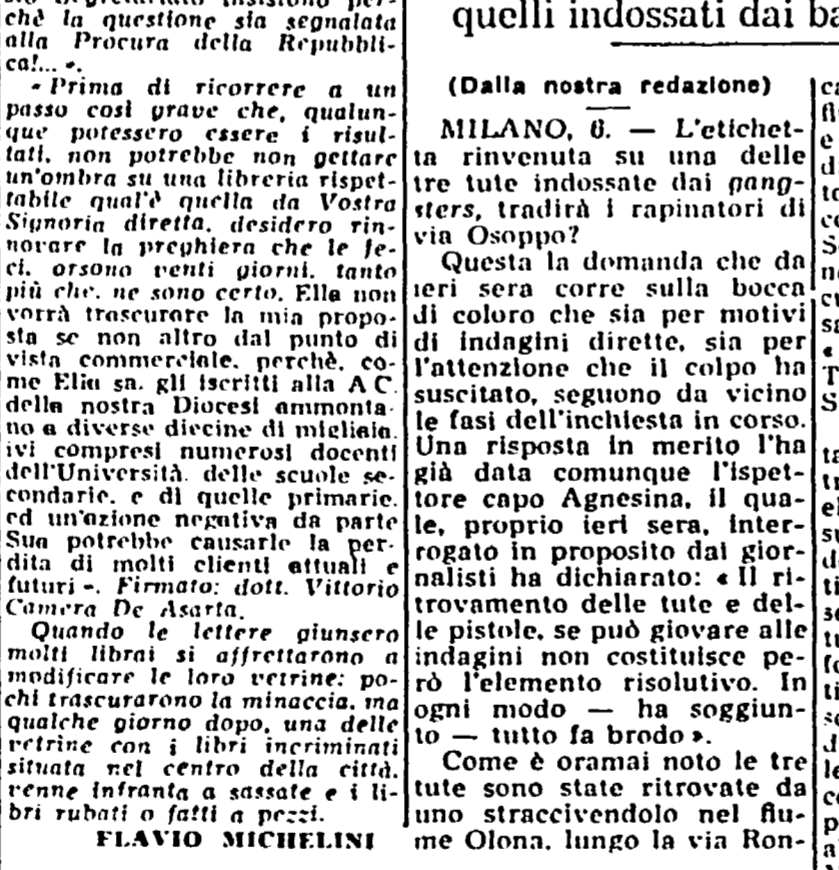 chè la questione sia segnalata
alla Procura della Repubbli-
ca!... ».
« Prima di ricorrere a un
passo così grave che, qualun-
que potessero essere i risul-
tati, non potrebbe non gettare
un'ombra su una libreria rispet-
tabile qual'è quella da Vostra
Signoria diretta, desidero rin-
novare la preghiera che le fe-
ci, orsono venti giorni, tanto
più che, ne sono certo, Ella non
vorrà trascurare la mia propo-
sta se non altro dal punto di
vista commerciale, perchè, co-
me Ella sa, gli iscritti alla A C
della nostra Diocesi ammonta-
no a diverse diecine di migliaia,
ivi compresi numerosi docenti
dell'Università, delle scuole se-
condarie, e di quelle primarie,
ed un'azione negativa da parte
Sua potrebbe causarle la per-
dita di molti clienti attuali e
futuri ». Firmato: dott. Vittorio
Camera De Asarta.
Quando le lettere giunsero
molti librai si affrettarono a
modificare le loro vetrine; po-
chi trascurarono la minaccia, ma
qualche giorno dopo, una delle
vetrine con i libri incriminati
situata nel centro della città,
venne infranta a sassate e i li-
bri rubati o fatti a pezzi.
FLAVIO MICHELINI
quelli indossati dai
(Dalla nostra redazione)
MILANO, 6. — L'etichet-
ta rinvenuta su una delle
tre tute indossate dai gang-
sters, tradirà i rapinatori di
via Osoppo?
Questa la domanda che da
ieri sera corre sulla bocca
di coloro che sia per motivi
di indagini dirette, sia per
l'attenzione che il colpo ha
suscitato, seguono da vicino
le fasi dell'inchiesta in corso.
Una risposta in merito l'ha
già data comunque l'ispet-
tore capo Agnesina, il qua-
le, proprio ieri sera, inter-
rogato in proposito dai gior-
nalisti ha dichiarato: « Il ri-
trovamento delle tute e del-
le pistole, se può giovare alle
indagini non costituisce pe-
rò l'elemento risolutivo. In
ogni modo — ha soggiun-
to — tutto fa brodo ».
Come è oramai noto le tre
tute sono state ritrovate da
uno straccivendolo nel fiu-
me Olona, lungo la via Ron-